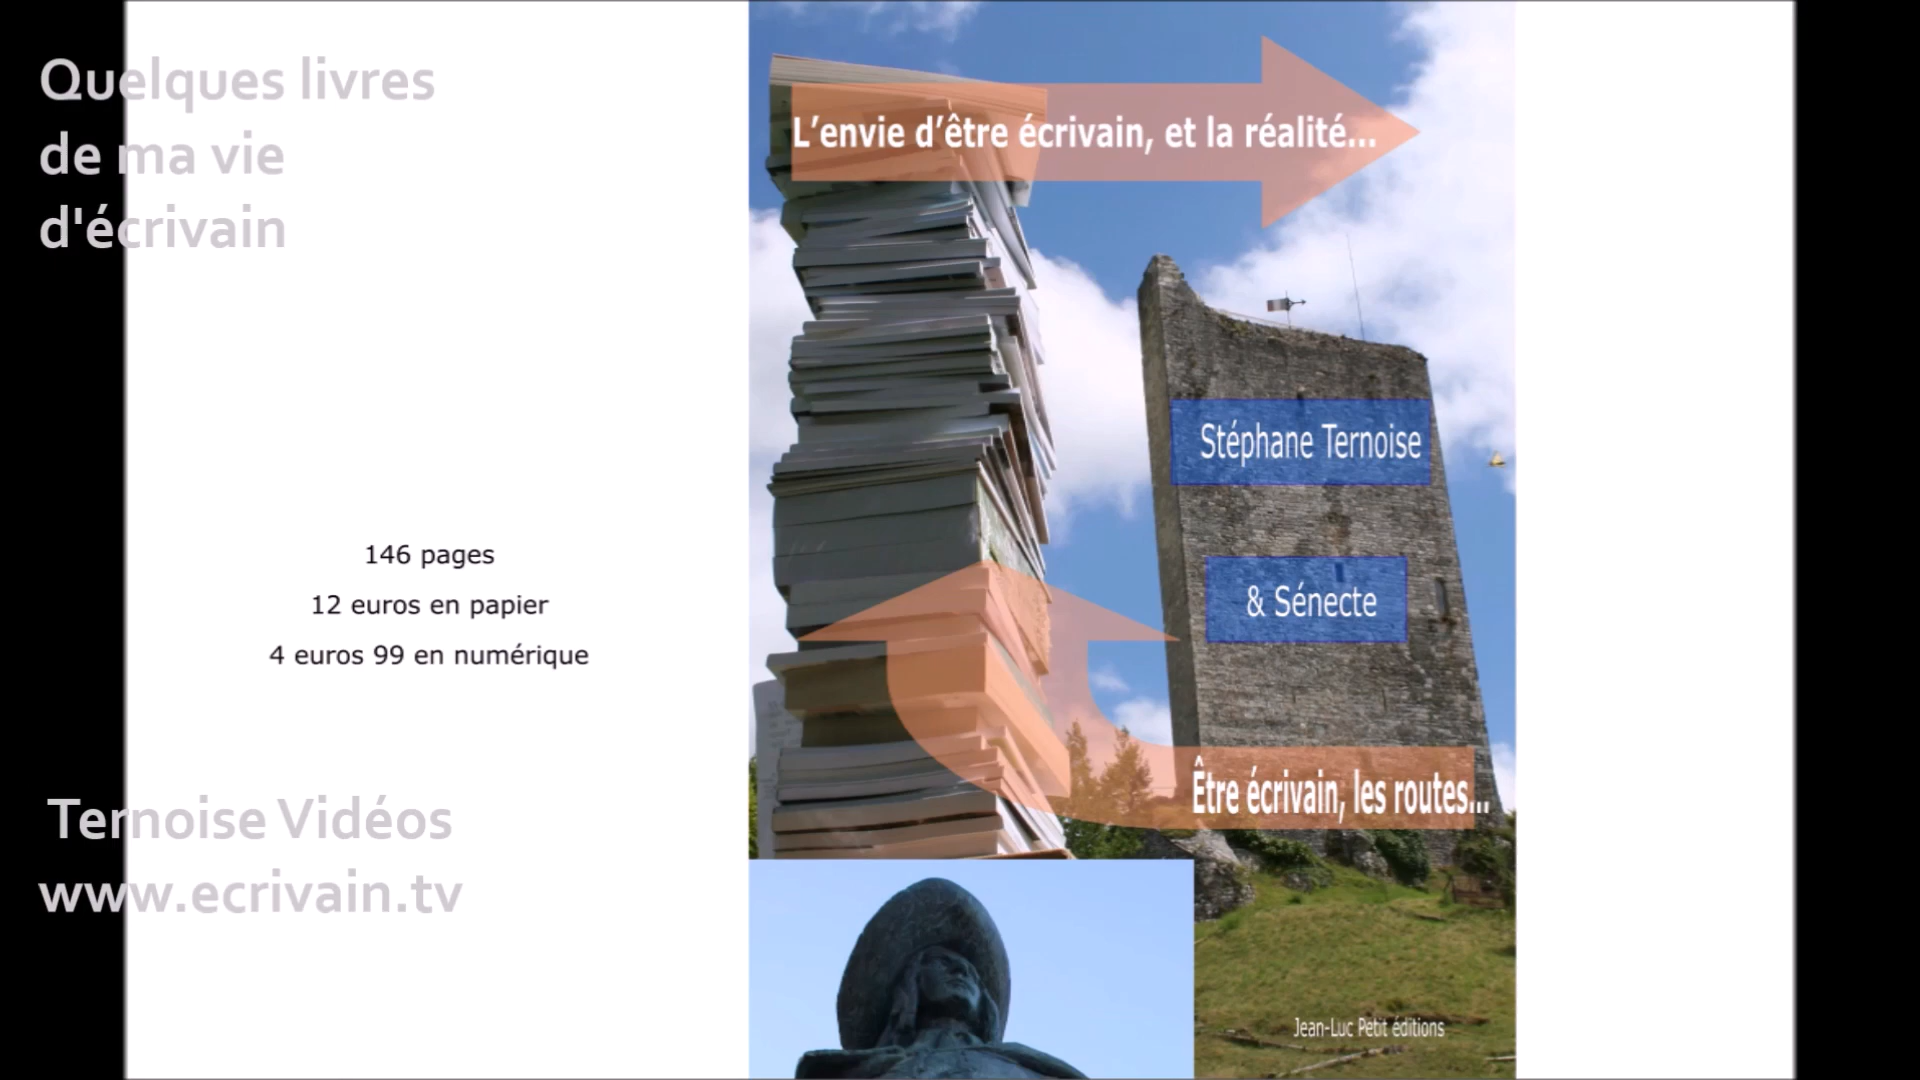 Quelques livres
de ma vie
d'écrivain
146 pages
12 euros en papier
4 euros 99 en numérique
Ternoise Vidéos
www.ecrivain.tv
L’envie d’être écrivain, et la réalité...
Stéphane Ternoise
& Sénecte
Être écrivain, les routes...
Jean-Luc Petit éditions